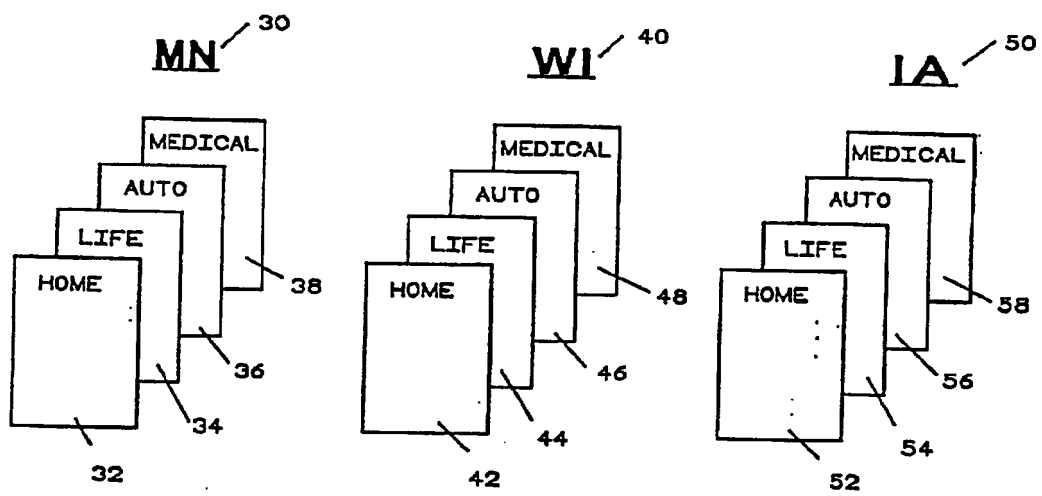 MN 30
WI 40
IA 50
MEDICAL
AUTO
LIFE
HOME
38
36
34
32
MEDICAL
AUTO
LIFE
HOME
48
46
44
42
MEDICAL
AUTO
LIFE
HOME
58
56
54
52